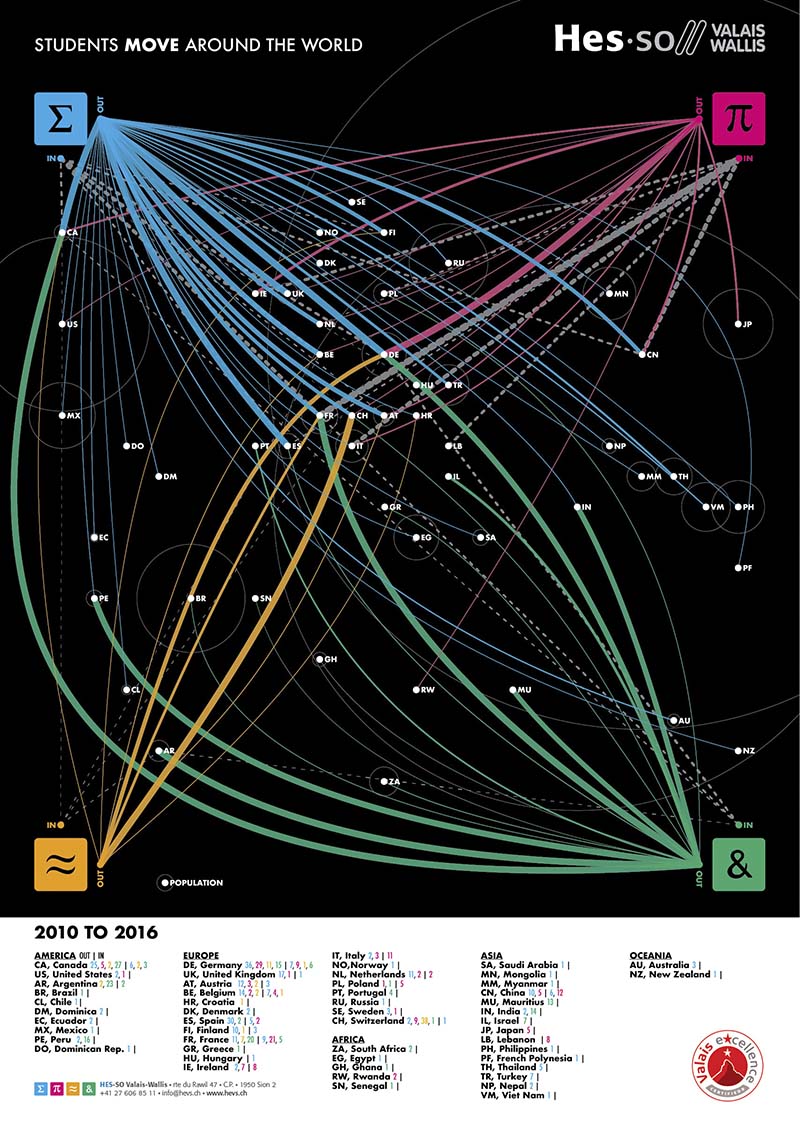 STUDENTS MOVE AROUND THE WORLD
Hes·so// VALAIS
WALLIS
Σ
OUT
OUT
π
IN
IN
SE
CA
NO
FI
DK
RU
IE
UK
PL
MN
US
NL
JP
BE
DE
CN
HU
TR
MX
FR
CH
AT
HR
DO
PT
ES
IT
LB
NP
DM
IL
MM
TH
GR
IN
VM
PH
EC
EG
SA
PF
PE
BR
SN
GH
CL
RW
MU
AU
AR
NZ
ZA
IN
IN
≈
OUT
OUT
&
POPULATION
2010 TO 2016
AMERICA OUT | IN
CA, Canada 25,5,2,27 | 6,2,3
US, United States 2,1 |
AR, Argentina 2,23 | 2
BR, Brazil 1 |
CL, Chile 1 |
DM, Dominica 2 |
EC, Ecuador 2 |
MX, Mexico 1 |
PE, Peru 2,16 |
DO, Dominican Rep. 1 |
EUROPE
DE, Germany 36,29,11,15 | 7,9,1,6
UK, United Kingdom 17,1 | 1
AT, Austria 12,3,2 | 3
BE, Belgium 14,2,2 | 7,4,1
HR, Croatia 1 |
DK, Denmark 2 |
ES, Spain 30,2 | 5,2
FI, Finland 10,1 | 3
FR, France 11,7,20 | 9,21,5
GR, Greece 1 |
HU, Hungary | 1
IE, Ireland 2,7 | 8
IT, Italy 2,3 | 11
NO,Norway 1 |
NL, Netherlands 11,2 | 2
PL, Poland 1,1 | 5
PT, Portugal 4 |
RU, Russia 1 |
SE, Sweden 3,1 |
CH, Switzerland 2,9,33,1 | 1
AFRICA
ZA, South Africa 2 |
EG, Egypt 1 |
GH, Ghana 1 |
RW, Rwanda 2 |
SN, Senegal 1 |
ASIA
SA, Saudi Arabia 1 |
MN, Mongolia 1 |
MM, Myanmar 1 |
CN, China 18,5 | 6,12
MU, Mauritius 13 |
IN, India 2,14 |
IL, Israel 7 |
JP, Japan 5 |
LB, Lebanon | 8
PH, Philippines 1 |
PF, French Polynesia 1 |
TH, Thailand 5 |
TR, Turkey 7 |
NP, Nepal 2 |
VM, Viet Nam 1 |
OCEANIA
AU, Australia 3 |
NZ, New Zealand 1 |
Σ π ≈ & HES-SO Valais-Wallis • rte du Rawil 47 • C.P. • 1950 Sion 2
+41 27 606 85 11 • info@hevs.ch • www.hevs.ch
Valais excellence